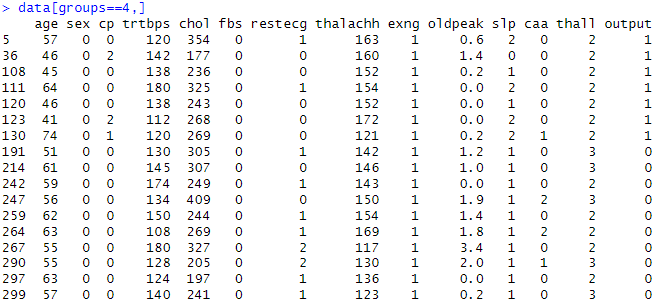 > data[groups==4,]
age sex cp trtbps chol fbs restecg thalachh exng oldpeak slp caa thall output
5 57 0 0 120 354 0 1 163 1 0.6 2 0 2 1
36 46 0 2 142 177 0 0 160 1 1.4 0 0 2 1
108 45 0 0 138 236 0 0 152 1 0.2 1 0 2 1
111 64 0 0 180 325 0 1 154 1 0.0 2 0 2 1
120 46 0 0 138 243 0 0 152 1 0.0 1 0 2 1
123 41 0 2 112 268 0 0 172 1 0.0 2 0 2 1
130 74 0 1 120 269 0 0 121 1 0.2 2 1 2 1
191 51 0 0 130 305 0 1 142 1 1.2 1 0 3 0
214 61 0 0 145 307 0 0 146 1 1.0 1 0 3 0
242 59 0 0 174 249 0 1 143 1 0.0 1 0 2 0
247 56 0 0 134 409 0 0 150 1 1.9 1 2 3 0
259 62 0 0 150 244 0 1 154 1 1.4 1 0 2 0
264 63 0 0 108 269 0 1 169 1 1.8 1 2 2 0
267 55 0 0 180 327 0 2 117 1 3.4 1 0 2 0
290 55 0 0 128 205 0 2 130 1 2.0 1 1 3 0
297 63 0 0 124 197 0 1 136 1 0.0 1 0 2 0
299 57 0 0 140 241 0 1 123 1 0.2 1 0 3 0